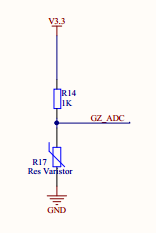 V3.3
R14
1K
GZ_ADC
R17
Res Varistor
GND